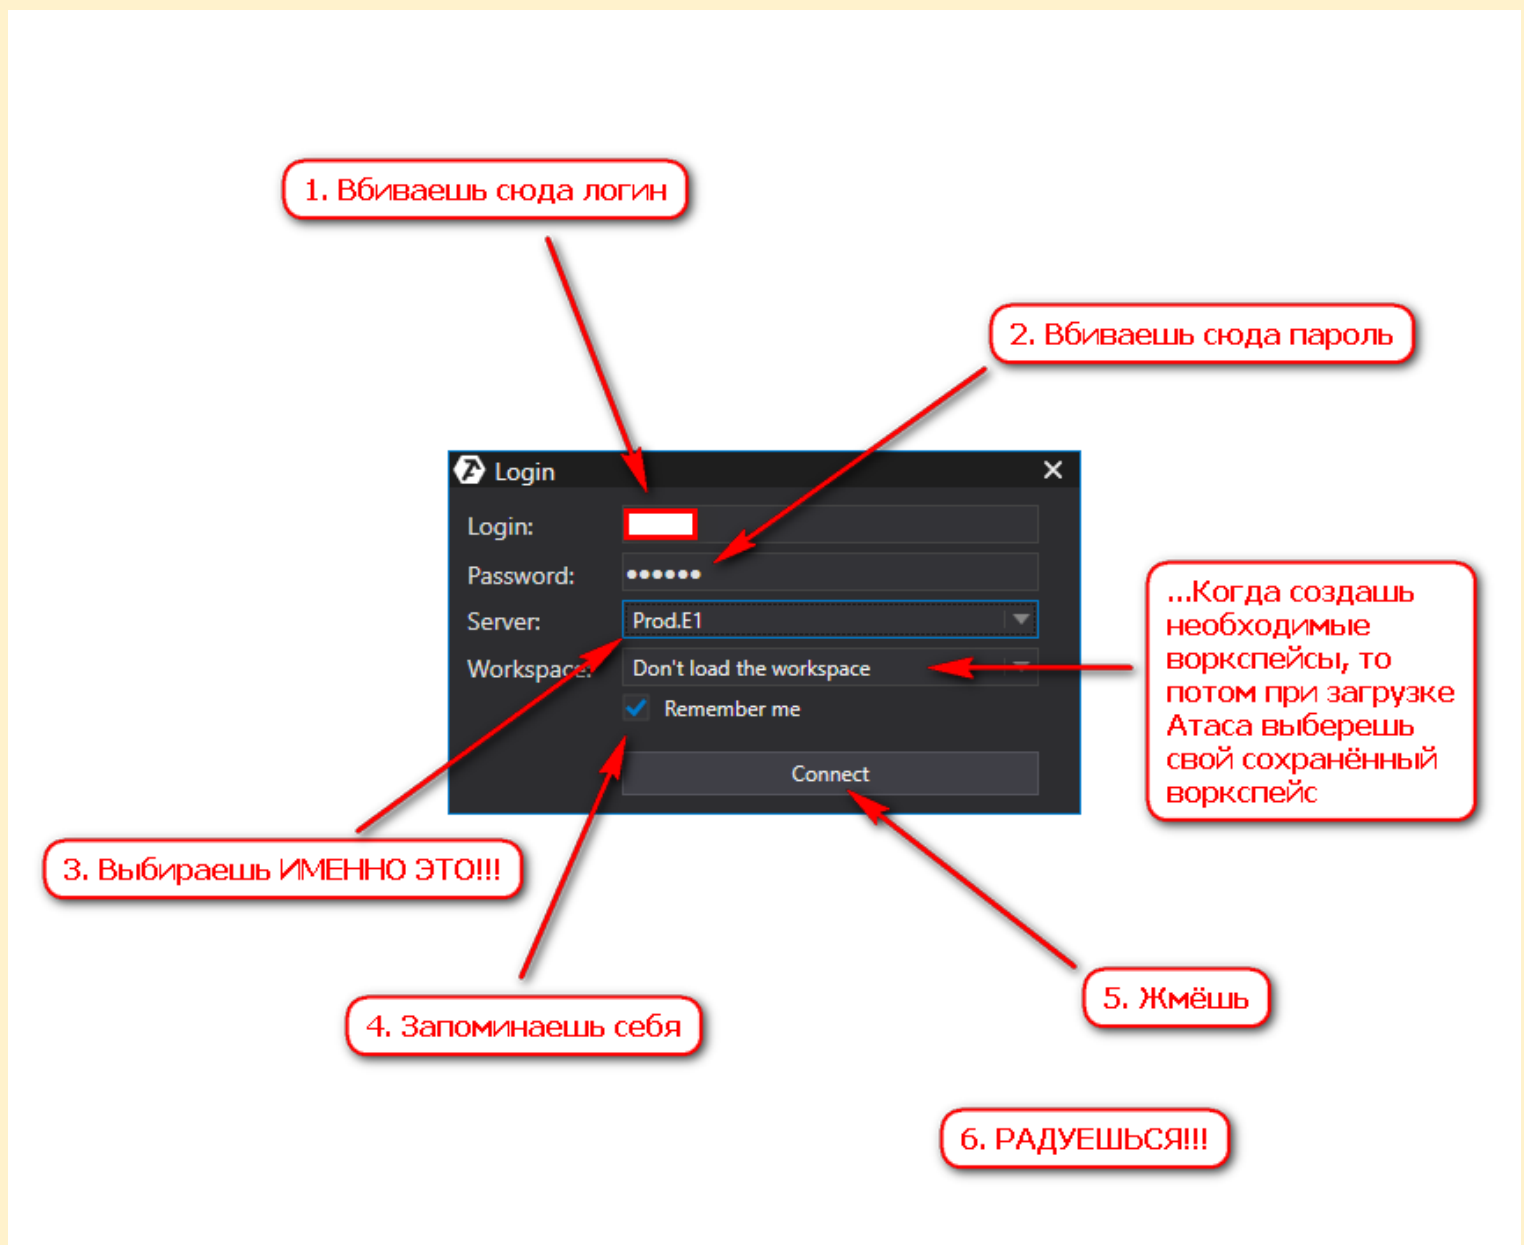 1. Вбиваешь сюда логин
2. Вбиваешь сюда пароль
Login
Login:
Password:
Server:
Prod.E1
Workspace:
Don't load the workspace
Remember me
Connect
...Когда создашь
необходимые
воркспейсы, то
потом при загрузке
Атаса выберешь
свой сохранённый
воркспейс
3. Выбираешь ИМЕННО ЭТО!!!
4. Запоминаешь себя
5. Жмёшь
6. РАДУЕШЬСЯ!!!